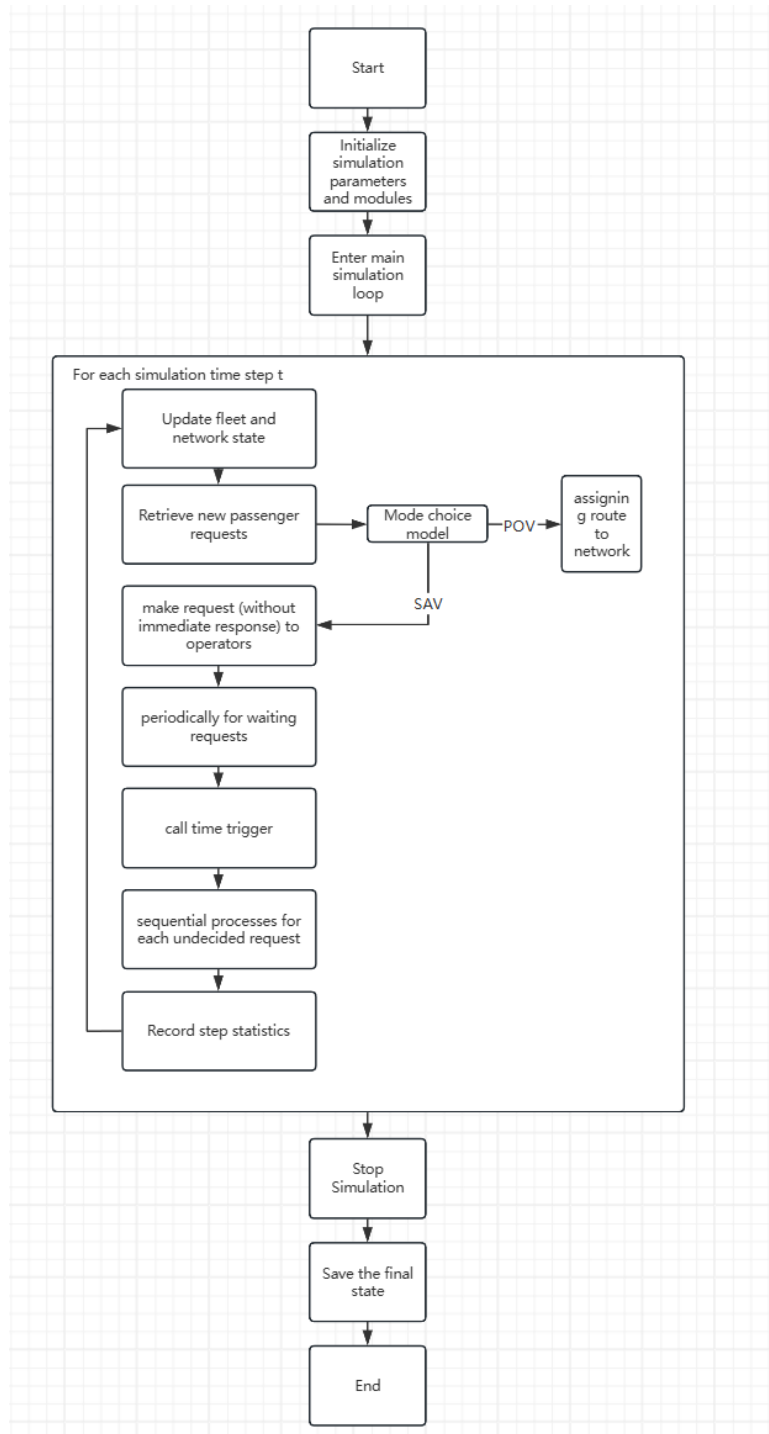 Start
Initialize
simulation
parameters
and modules
Enter main
simulation
loop
For each simulation time step t
Update fleet and
network state
Retrieve new passenger
requests
Mode choice
model
POV
assignin
g route
to
network
SAV
make request (without
immediate response) to
operators
periodically for waiting
requests
call time trigger
sequential processes for
each undecided request
Record step statistics
Stop
Simulation
Save the final
state
End